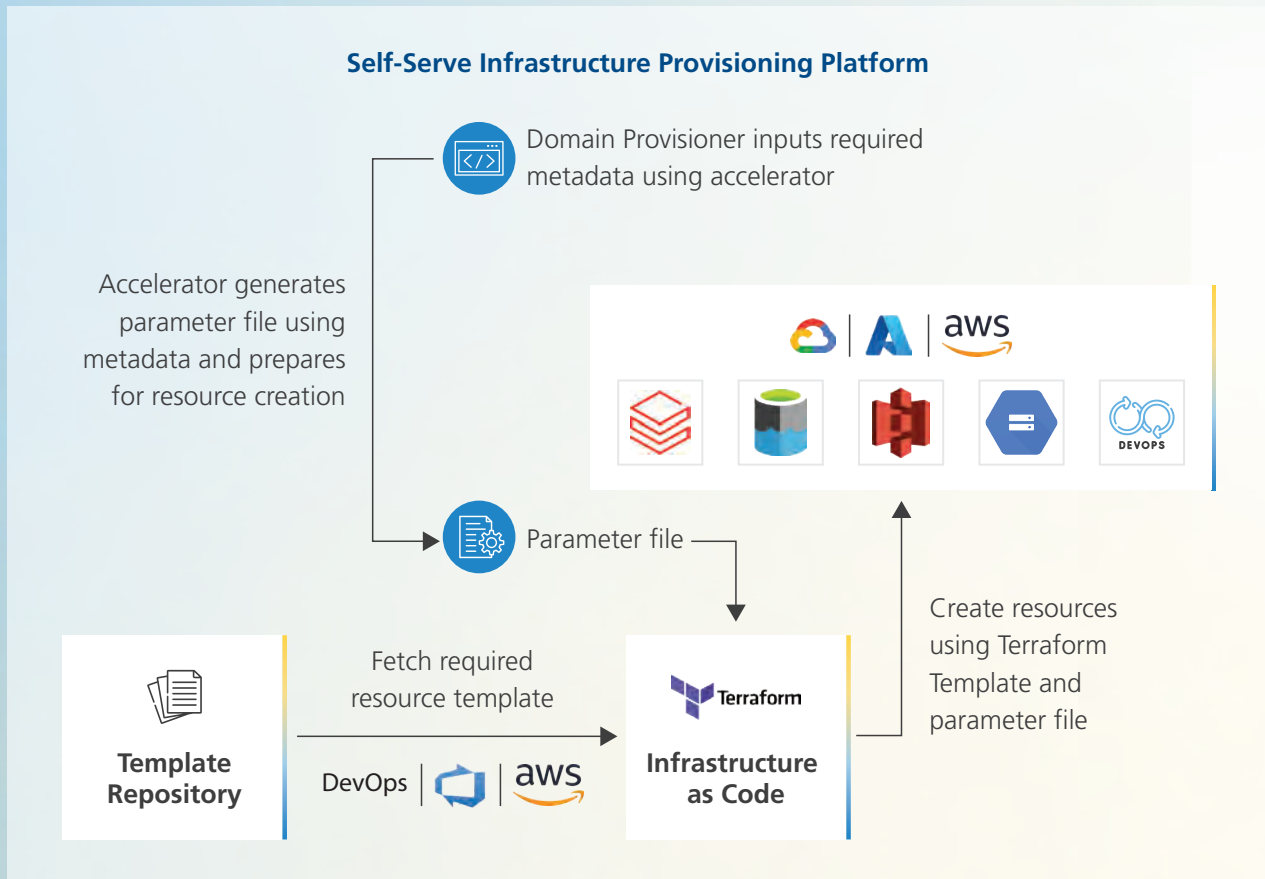 Self-Serve Infrastructure Provisioning Platform
</>
Domain Provisioner inputs required
metadata using accelerator
Accelerator generates
parameter file using
metadata and prepares
for resource creation
aws
DEVOPS
Parameter file
Create resources
using Terraform
Template and
parameter file
Fetch required
resource template
DevOps
aws
Template
Repository
Terraform
Infrastructure
as Code